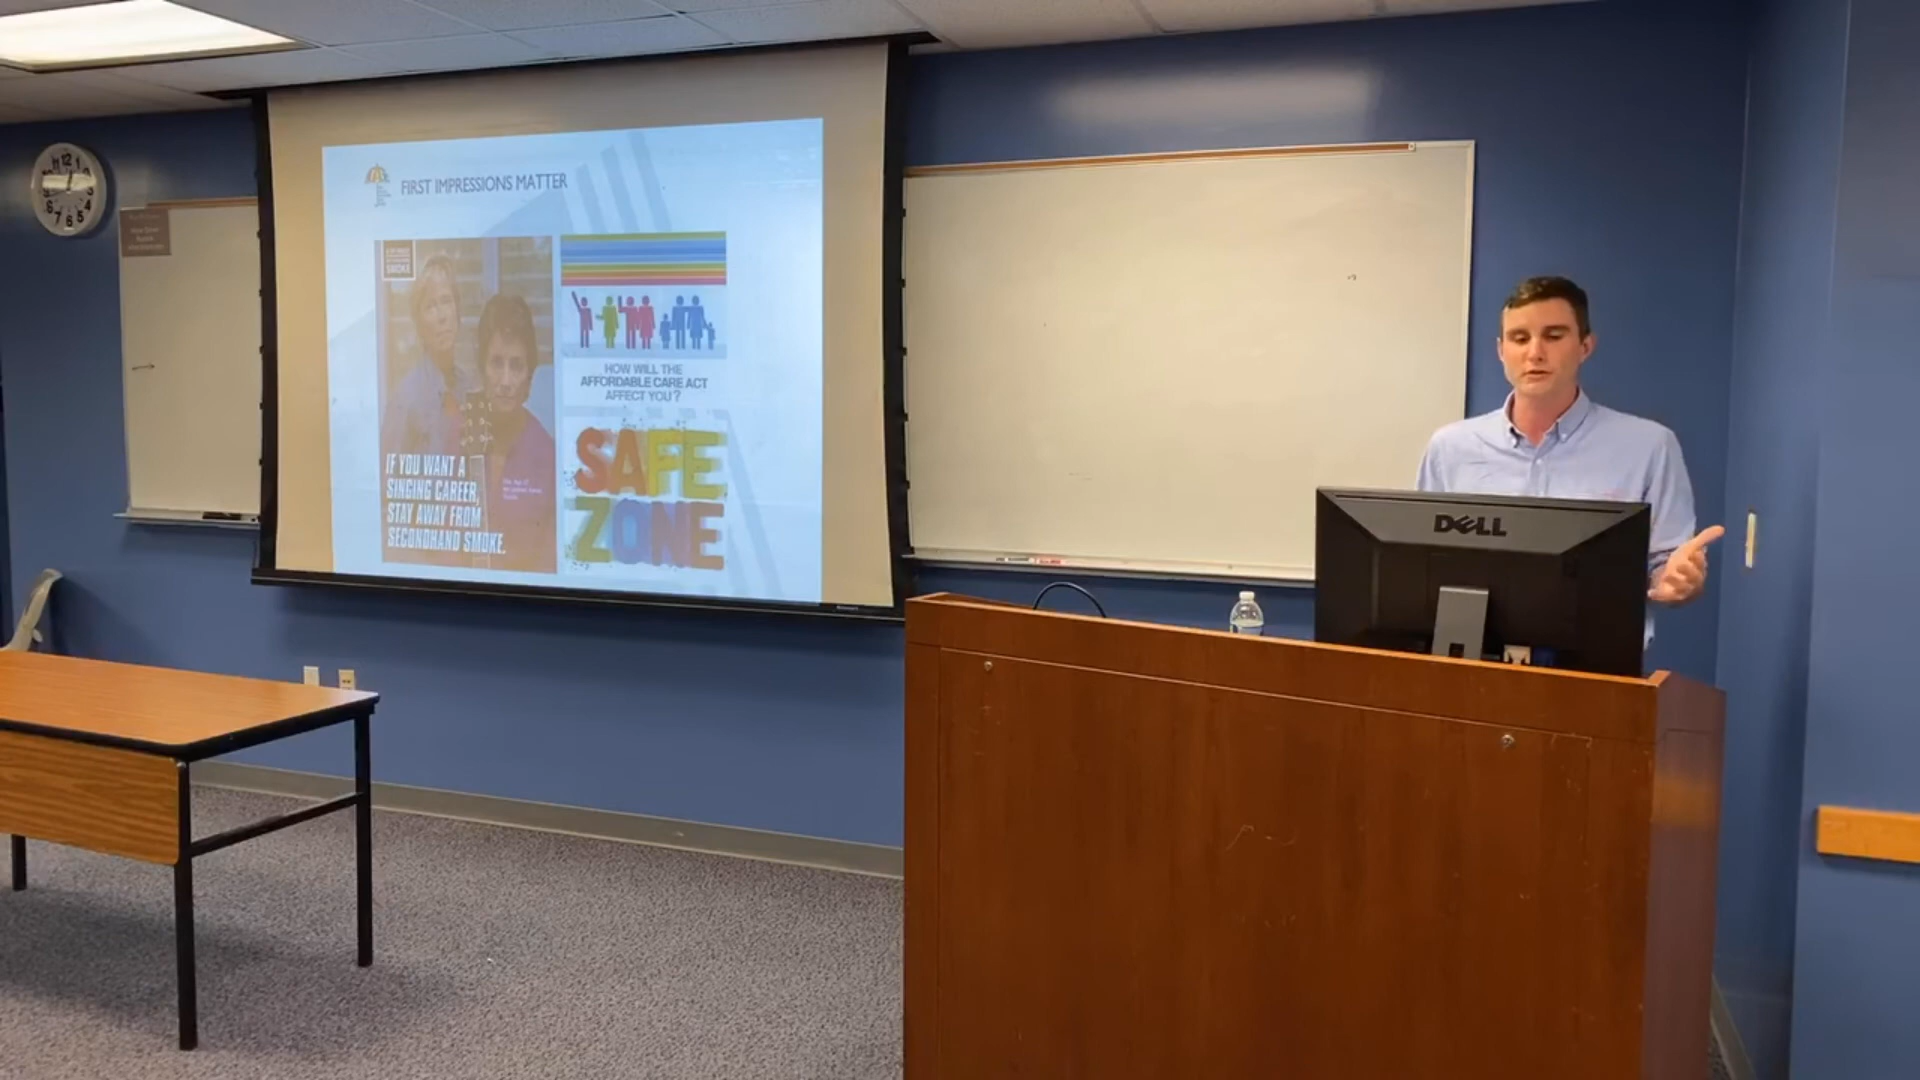 FIRST IMPRESSIONS MATTER
SMOKE
IF YOU WANT A
SINGING CAREER,
STAY AWAY FROM
SECONDHAND SMOKE.
HOW WILL THE
AFFORDABLE CARE ACT
AFFECT YOU?
SAFE
ZONE
DELL